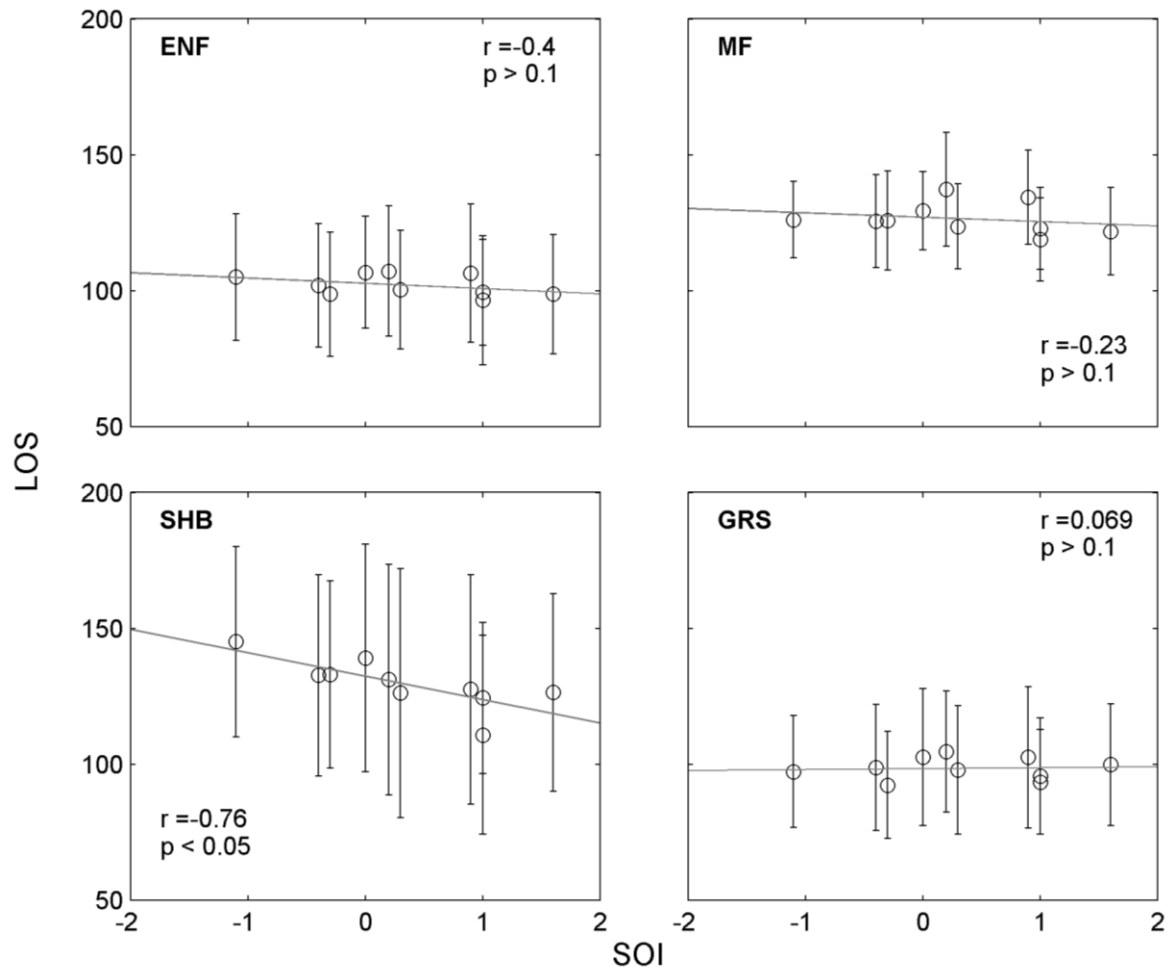 200
150
100
50
ENF
r =-0.4
p > 0.1
MF
r =-0.23
p > 0.1
LOS
200
150
100
50
SHB
r =-0.76
p < 0.05
GRS
r =0.069
p > 0.1
-2 -1 0 1 2
-2 -1 0 1 2
SOI